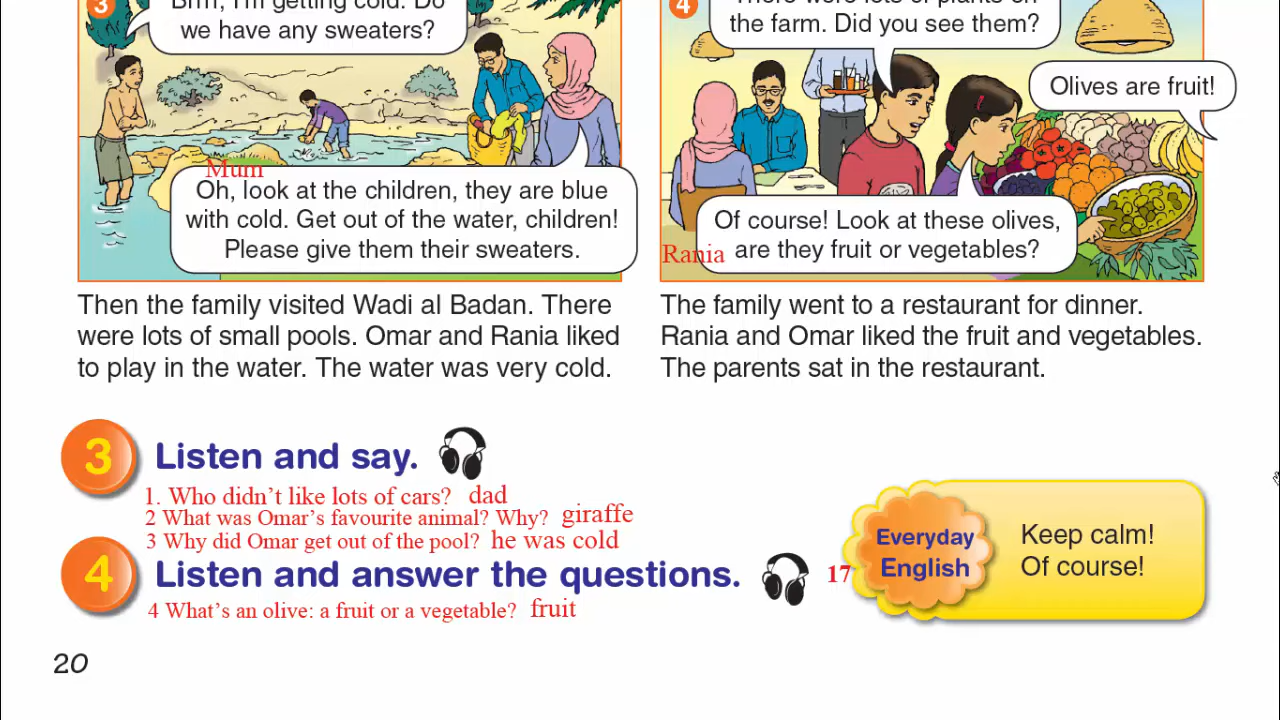 3
Brrr, I'm getting cold. Do
we have any sweaters?
Mum
Oh, look at the children, they are blue
with cold. Get out of the water, children!
Please give them their sweaters.
Then the family visited Wadi al Badan. There
were lots of small pools. Omar and Rania liked
to play in the water. The water was very cold.
4
There were lots of plants on
the farm. Did you see them?
Olives are fruit!
Of course! Look at these olives,
Rania are they fruit or vegetables?
The family went to a restaurant for dinner.
Rania and Omar liked the fruit and vegetables.
The parents sat in the restaurant.
3 Listen and say.
1. Who didn't like lots of cars? dad
2 What was Omar's favourite animal? Why? giraffe
3 Why did Omar get out of the pool? he was cold
4 Listen and answer the questions. 17
4 What's an olive: a fruit or a vegetable? fruit
Everyday
English
Keep calm!
Of course!
20